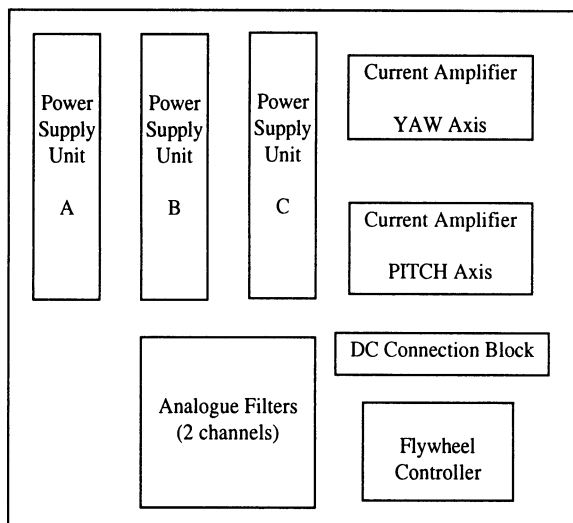 Power
Supply
Unit
A
Power
Supply
Unit
B
Power
Supply
Unit
C
Current Amplifier
YAW Axis
Current Amplifier
PITCH Axis
DC Connection Block
Analogue Filters
(2 channels)
Flywheel
Controller